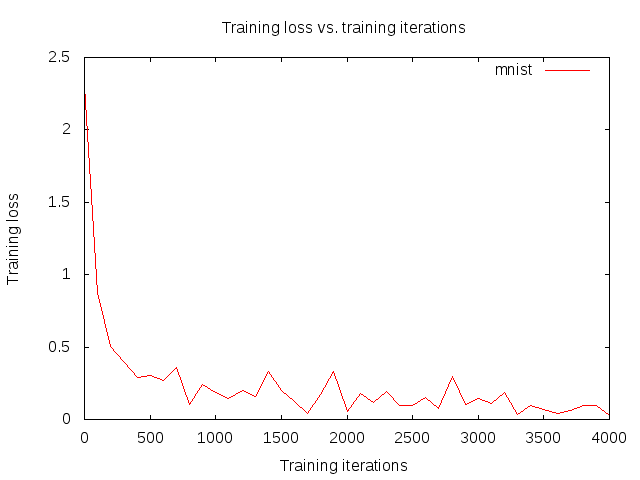 Training loss vs. training iterations
mnist
2.5
2
1.5
1
0.5
0
Training loss
0 500 1000 1500 2000 2500 3000 3500 4000
Training iterations